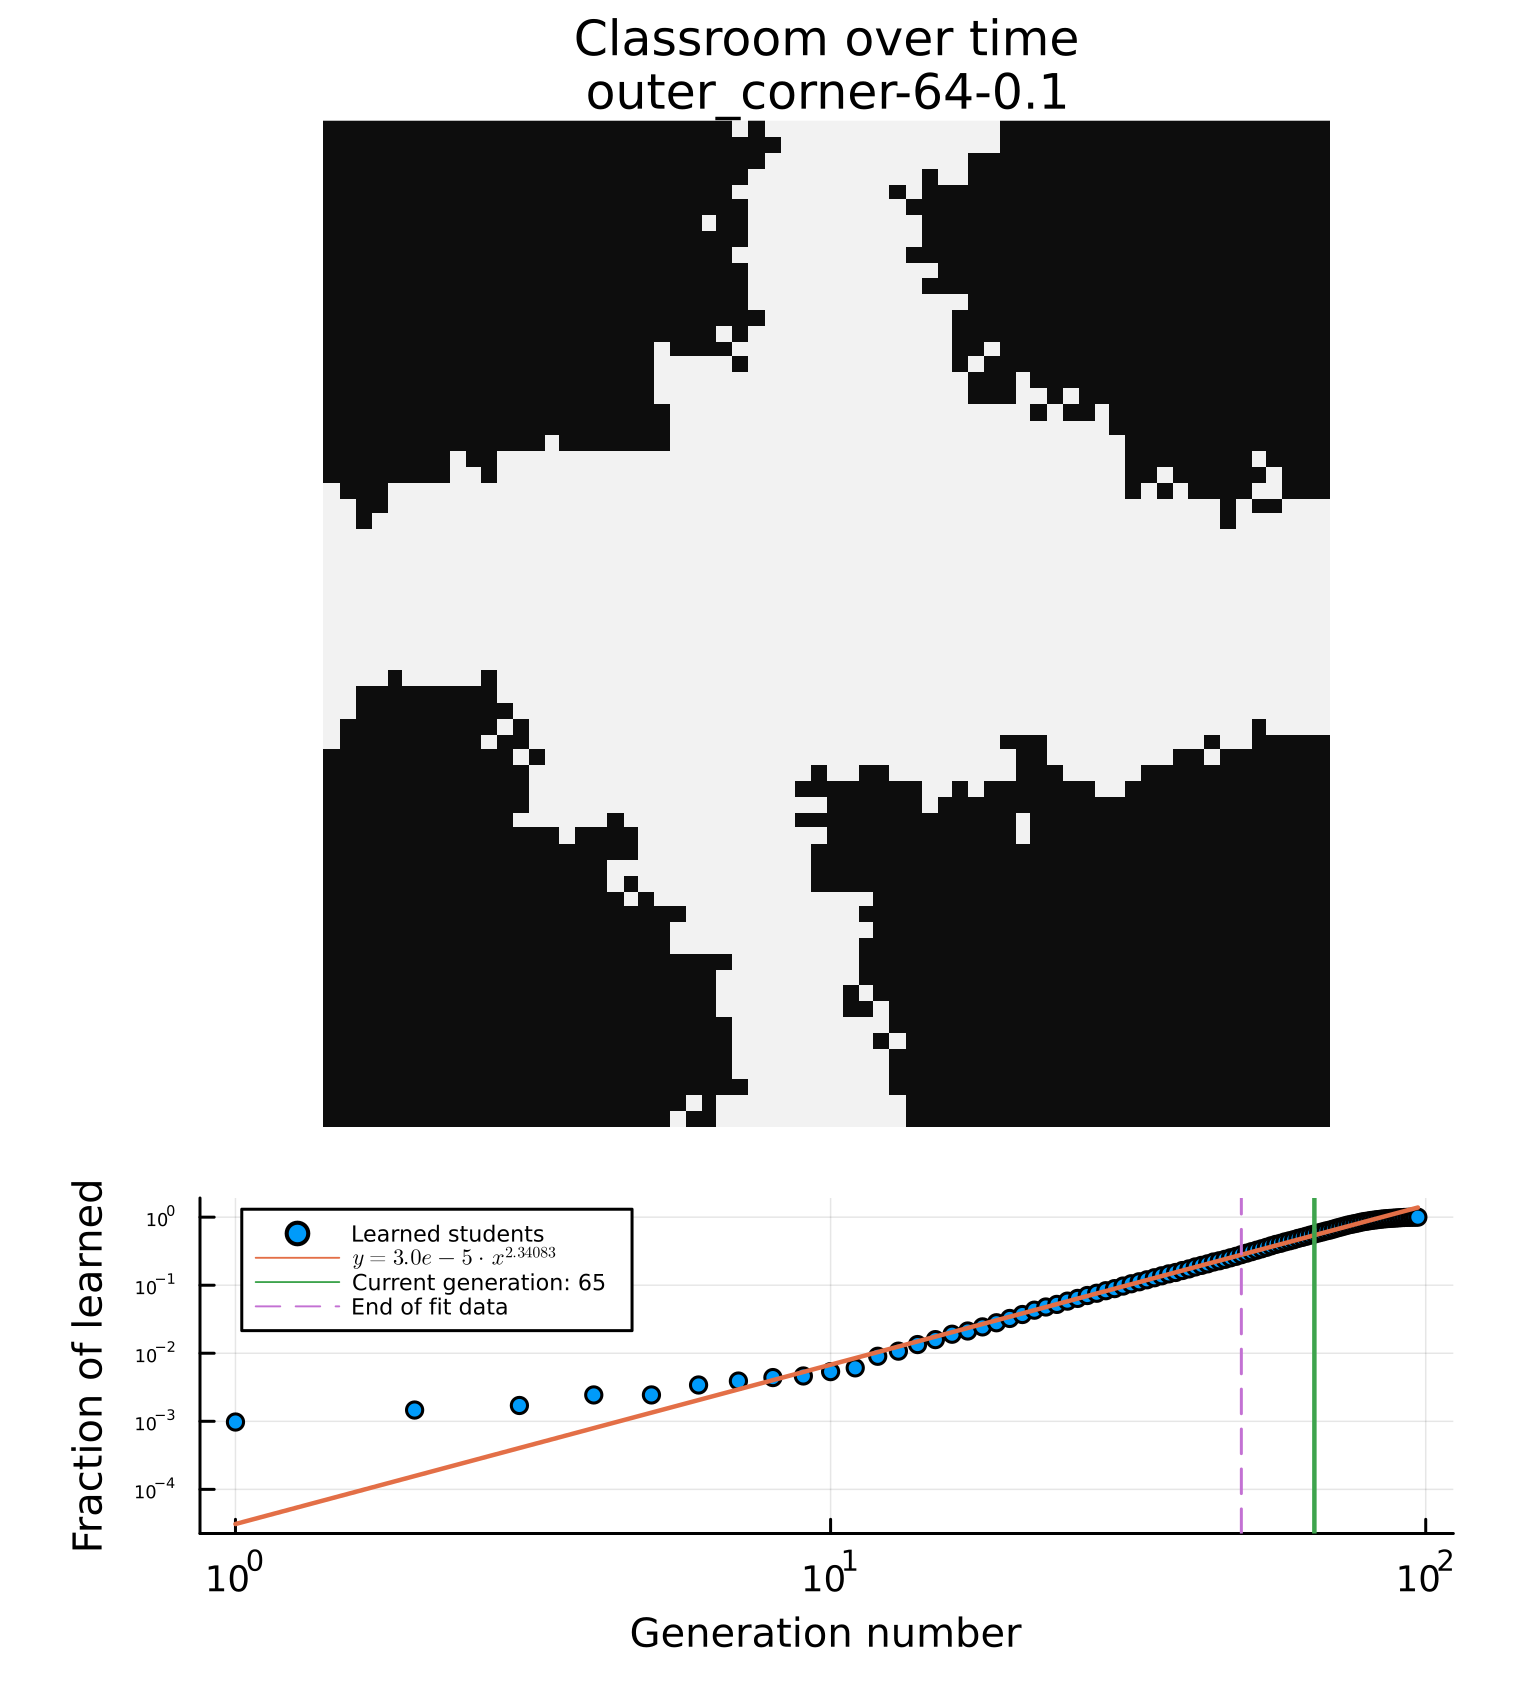 Classroom over time
outer_corner-64-0.1
Fraction of learned
10^0
10^-1
10^-2
10^-3
10^-4
Learned students
y = 3.0e − 5 · x^2.34083
Current generation: 65
End of fit data
10^0
10^1
10^2
Generation number